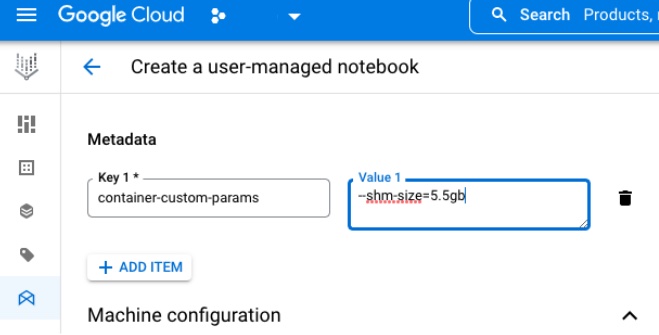 Google Cloud
Search Products,
Create a user-managed notebook
Metadata
Key 1 *
container-custom-params
Value 1
--shm-size=5.5gb
+ ADD ITEM
Machine configuration